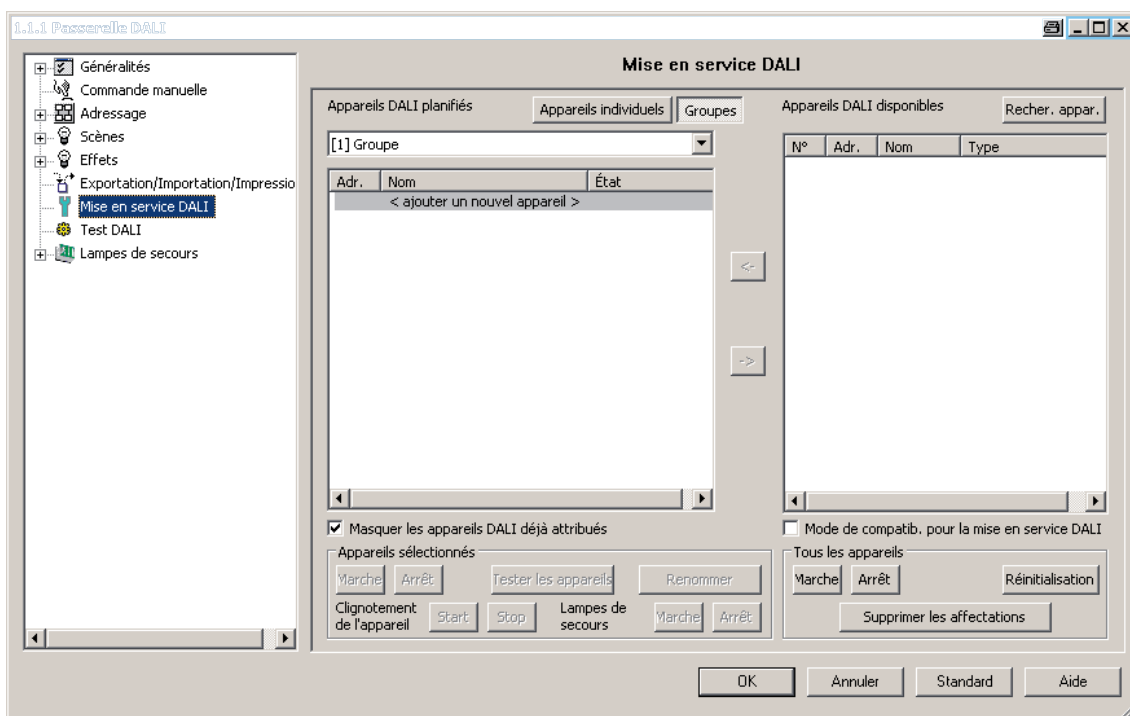 1.1.1 Passerelle DALI
Généralités
Commande manuelle
Adressage
Scènes
Effets
Exportation/Importation/Impressio
Mise en service DALI
Test DALI
Lampes de secours
Mise en service DALI
Appareils DALI planifiés
Appareils individuels
Groupes
[1] Groupe
Adr. Nom État
< ajouter un nouvel appareil >
<-
->
Appareils DALI disponibles
Recher. appar.
N° Adr. Nom Type
Masquer les appareils DALI déjà attribués
Mode de compatib. pour la mise en service DALI
Appareils sélectionnés
Marche Arrêt Tester les appareils Renommer
Clignotement
de l'appareil
Start Stop
Lampes de
secours
Marche Arrêt
Tous les appareils
Marche Arrêt Réinitialisation
Supprimer les affectations
OK Annuler Standard Aide